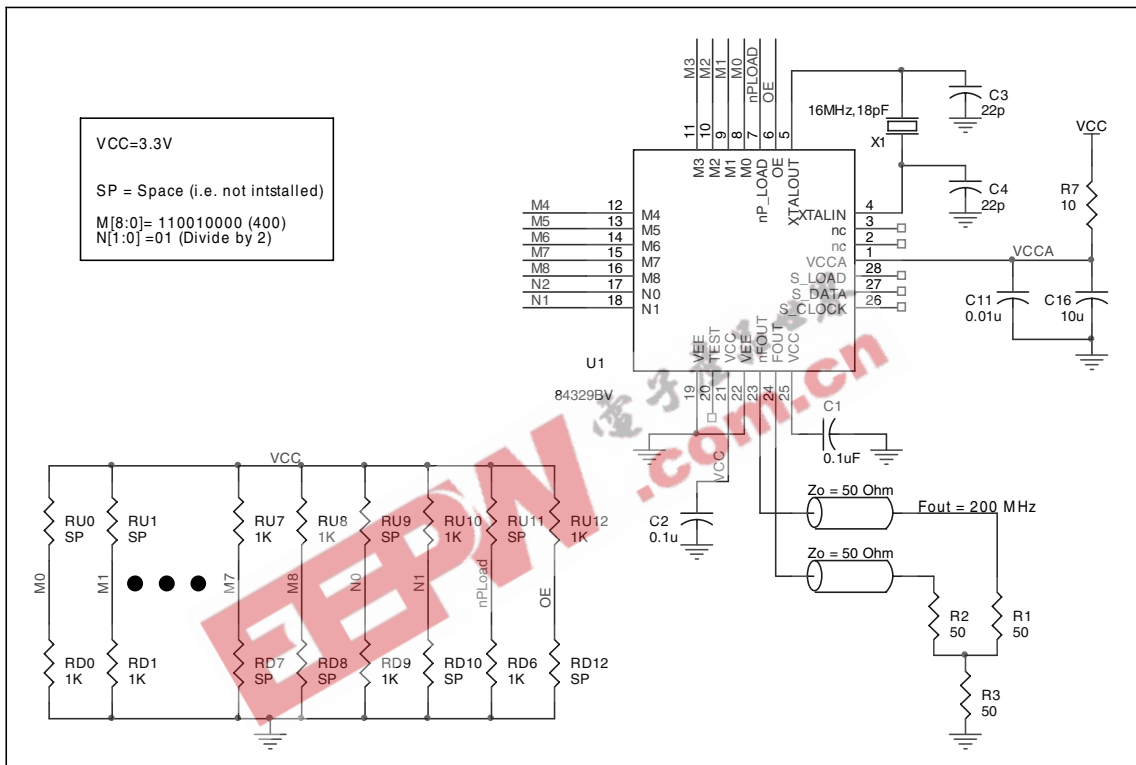 VCC=3.3V
SP = Space (i.e. not intstalled)
M[8:0]= 110010000 (400)
N[1:0] =01 (Divide by 2)
M3
M2
M1
M0
nPLOAD
OE
11
10
9
8
7
6
5
M3
M2
M1
M0
nP_LOAD
OE
XTALOUT
16MHz,18pF
X1
C3
22p
C4
22p
VCC
R7
10
M4 12 M4
M5 13 M5
M6 14 M6
M7 15 M7
M8 16 M8
N2 17 N0
N1 18 N1
XTALIN 4
nc 3
nc 2
VCCA 1
S_LOAD 28
S_DATA 27
S_CLOCK 26
VCCA
C11
0.01u
C16
10u
U1
84329BV
VEE
TEST
VCC
VEE
nFOUT
FOUT
VCC
19
20
21
22
23
24
25
電子產品世界
EEPW
.com.cn
C1
0.1uF
VCC
C2
0.1u
Zo = 50 Ohm
Fout = 200 MHz
Zo = 50 Ohm
R2
50
R1
50
R3
50
VCC
RU0
SP
RU1
SP
RU7
1K
RU8
1K
RU9
SP
RU10
1K
RU11
SP
RU12
1K
M0
M1
M7
M8
N0
N1
nPLoad
OE
RD0
1K
RD1
1K
RD7
SP
RD8
SP
RD9
1K
RD10
SP
RD6
1K
RD12
SP